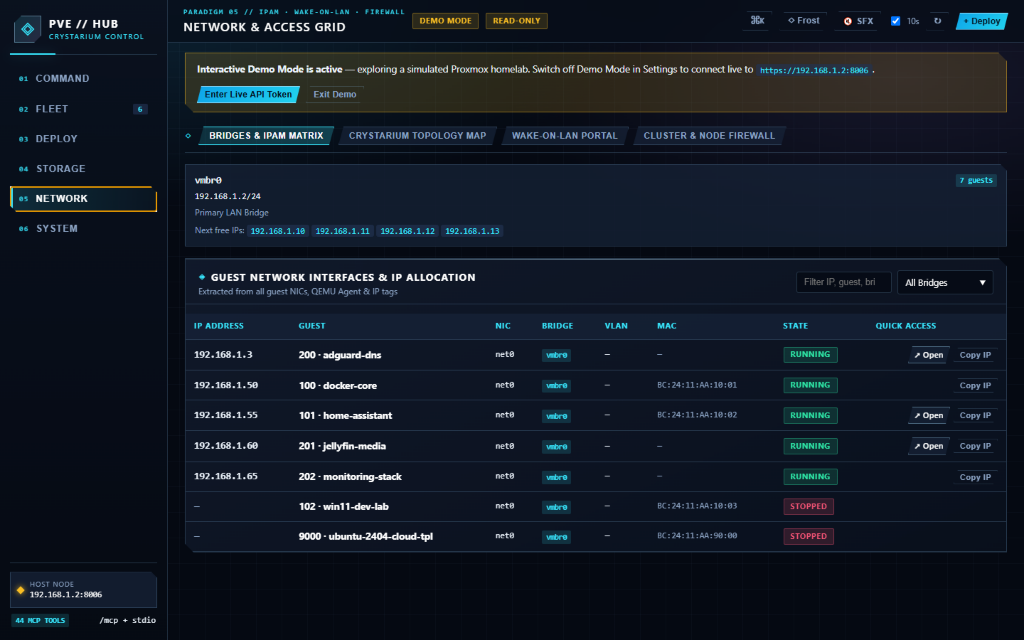 PVE // HUB
CRYSTARIUM CONTROL
01 COMMAND
02 FLEET 6
03 DEPLOY
04 STORAGE
05 NETWORK
06 SYSTEM
HOST NODE
192.168.1.2:8006
44 MCP TOOLS /mcp + stdio
PARADIGM 05 // IPAM · WAKE-ON-LAN · FIREWALL
NETWORK & ACCESS GRID
DEMO MODE READ-ONLY
⌘K ◇ Frost SFX 10s ↻ + Deploy
Interactive Demo Mode is active — exploring a simulated Proxmox homelab. Switch off Demo Mode in Settings to connect live to https://192.168.1.2:8006 .
Enter Live API Token Exit Demo
BRIDGES & IPAM MATRIX CRYSTARIUM TOPOLOGY MAP WAKE-ON-LAN PORTAL CLUSTER & NODE FIREWALL
vmbr0 7 guests
192.168.1.2/24
Primary LAN Bridge
Next free IPs: 192.168.1.10 192.168.1.11 192.168.1.12 192.168.1.13
GUEST NETWORK INTERFACES & IP ALLOCATION
Extracted from all guest NICs, QEMU Agent & IP tags
Filter IP, guest, bri All Bridges
IP ADDRESS GUEST NIC BRIDGE VLAN MAC STATE QUICK ACCESS
192.168.1.3 200 · adguard-dns net0 vmbr0 — — RUNNING ↗ Open Copy IP
192.168.1.50 100 · docker-core net0 vmbr0 — BC:24:11:AA:10:01 RUNNING Copy IP
192.168.1.55 101 · home-assistant net0 vmbr0 — BC:24:11:AA:10:02 RUNNING ↗ Open Copy IP
192.168.1.60 201 · jellyfin-media net0 vmbr0 — — RUNNING ↗ Open Copy IP
192.168.1.65 202 · monitoring-stack net0 vmbr0 — — RUNNING Copy IP
— 102 · win11-dev-lab net0 vmbr0 — BC:24:11:AA:10:03 STOPPED
— 9000 · ubuntu-2404-cloud-tpl net0 vmbr0 — BC:24:11:AA:90:00 STOPPED